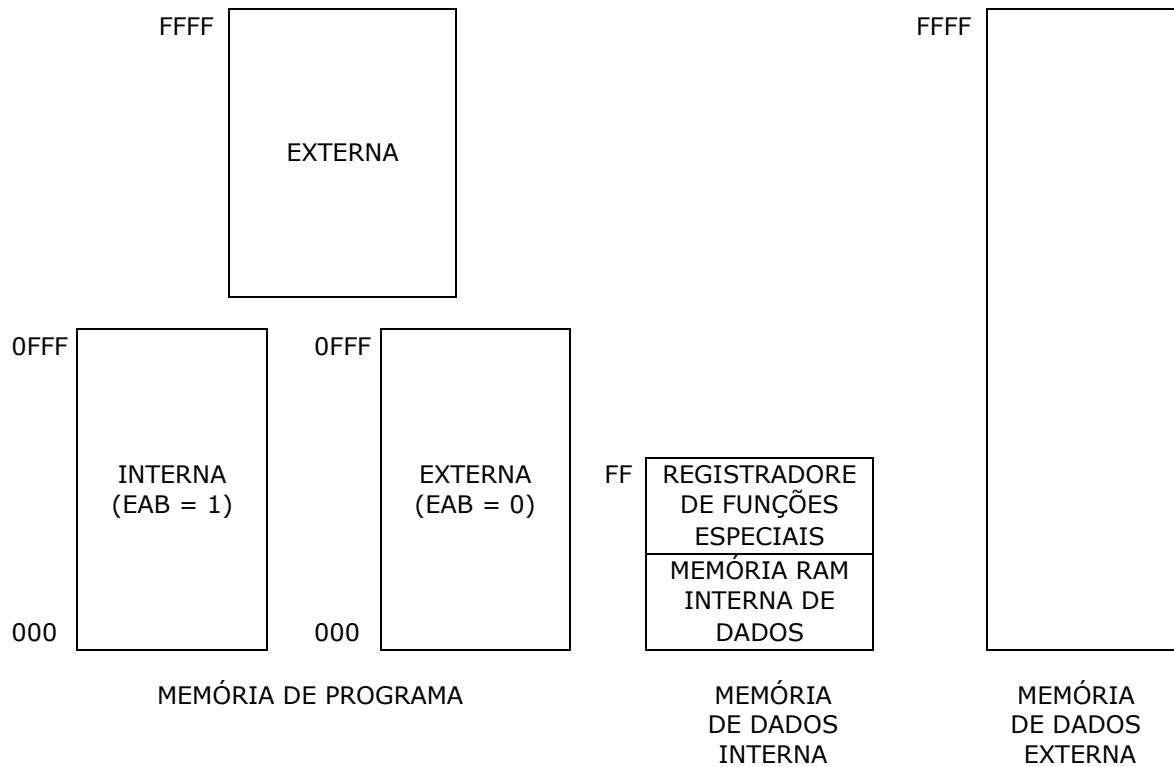 FFFF
FFFF
EXTERNA
0FFF
0FFF
INTERNA
(EAB = 1)
EXTERNA
(EAB = 0)
FF
REGISTRADORE
DE FUNÇÕES
ESPECIAIS
MEMÓRIA RAM
INTERNA DE
DADOS
000
000
MEMÓRIA DE PROGRAMA
MEMÓRIA
DE DADOS
INTERNA
MEMÓRIA
DE DADOS
EXTERNA